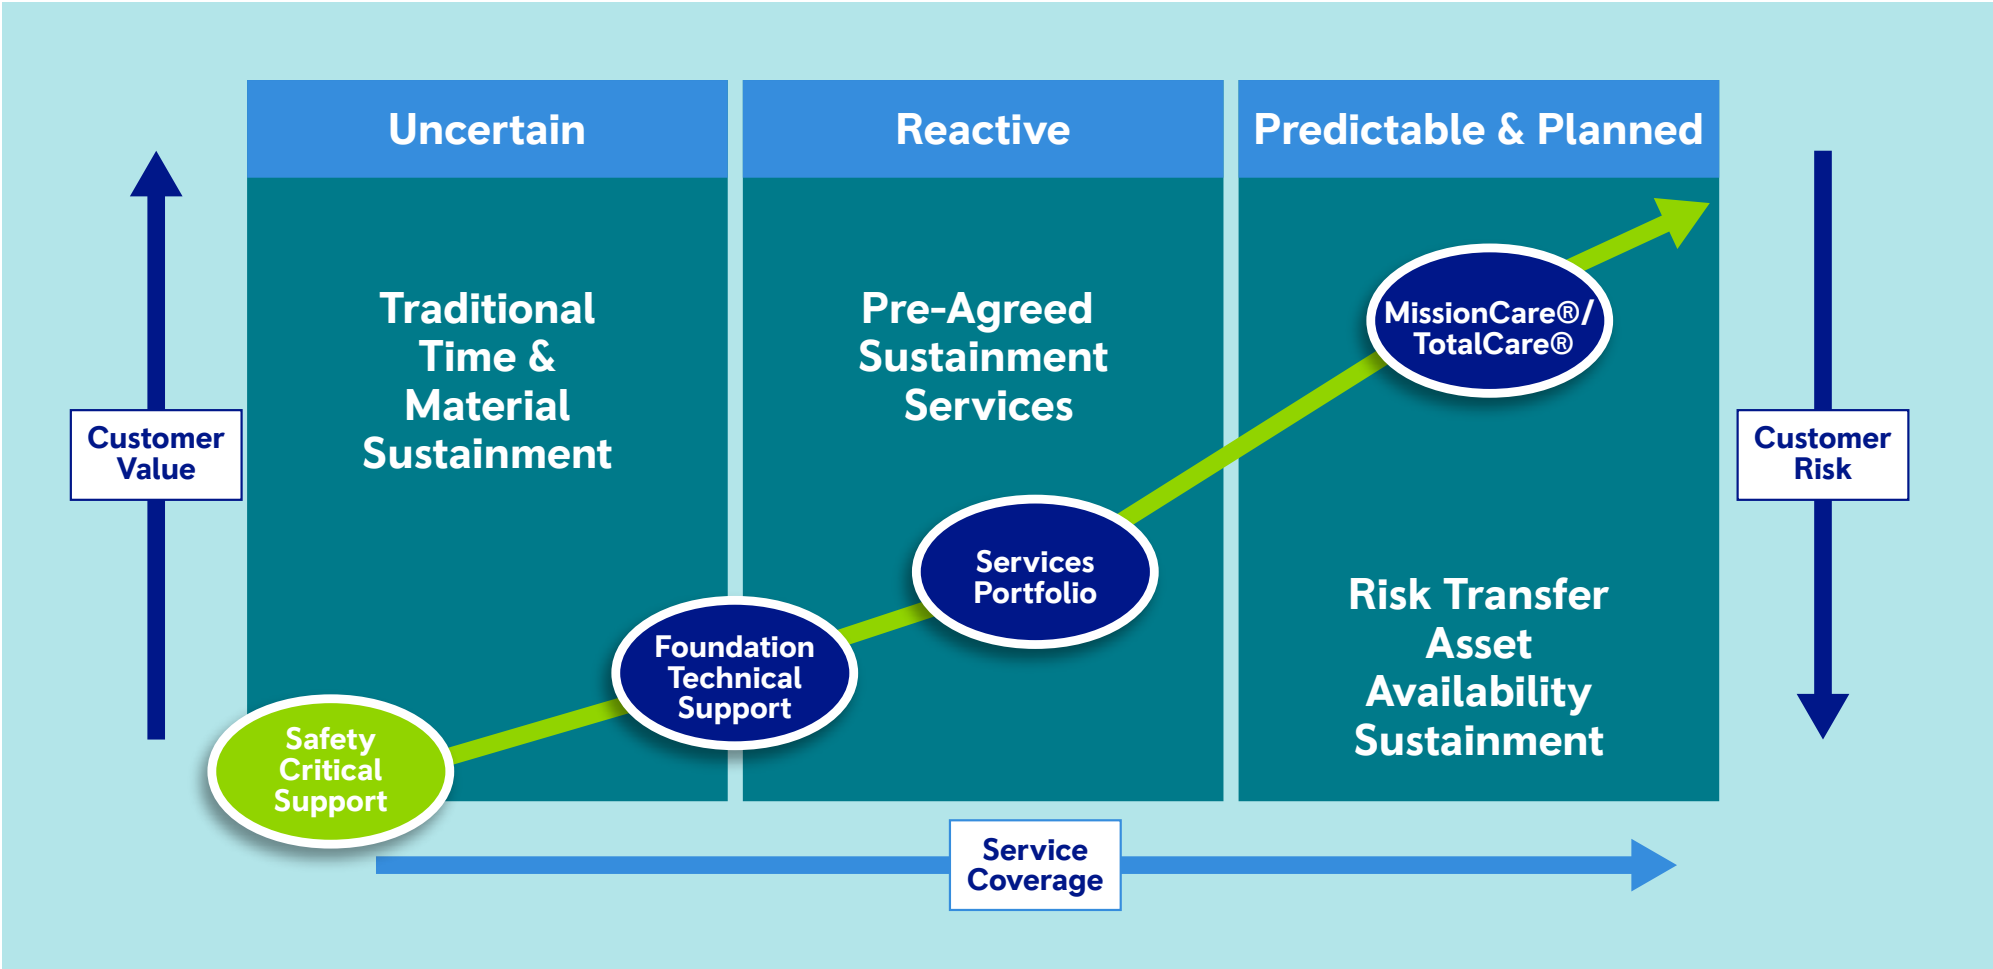 Uncertain
Reactive
Predictable & Planned
Traditional
Time &
Material
Sustainment
Pre-Agreed
Sustainment
Services
MissionCare®/
TotalCare®
Customer
Value
Customer
Risk
Services
Portfolio
Risk Transfer
Asset
Availability
Sustainment
Foundation
Technical
Support
Safety
Critical
Support
Service
Coverage